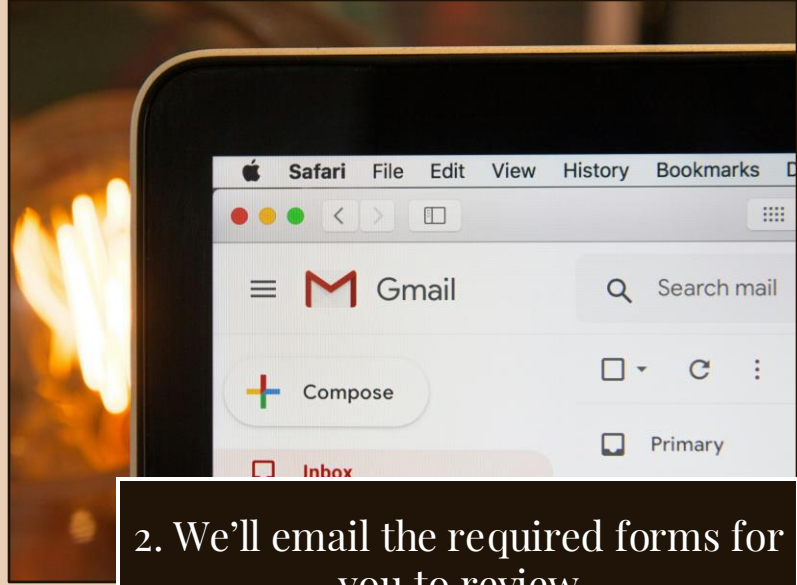 Safari File Edit View History Bookmarks D
Gmail
Search mail
Compose
Primary
Inbox
2. We’ll email the required forms for
you to review